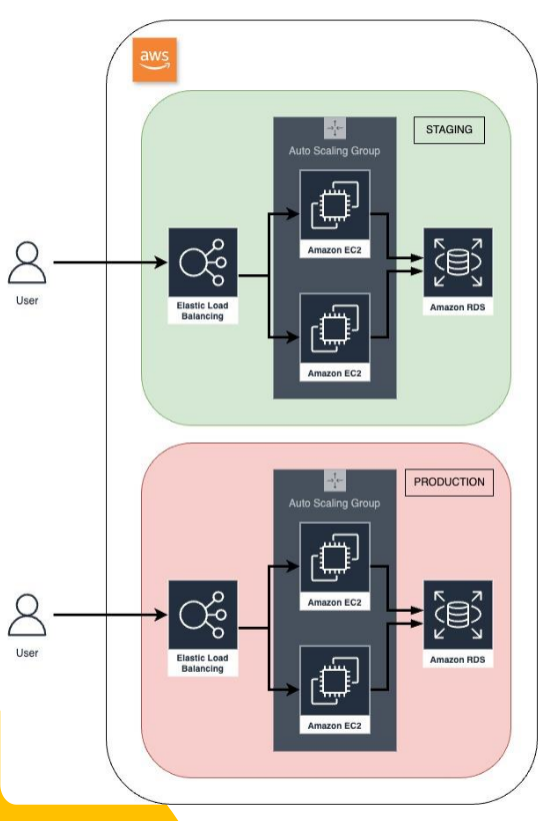 aws
STAGING
Auto Scaling Group
Amazon EC2
User
Elastic Load
Balancing
Amazon RDS
Amazon EC2
PRODUCTION
Auto Scaling Group
Amazon EC2
User
Elastic Load
Balancing
Amazon RDS
Amazon EC2